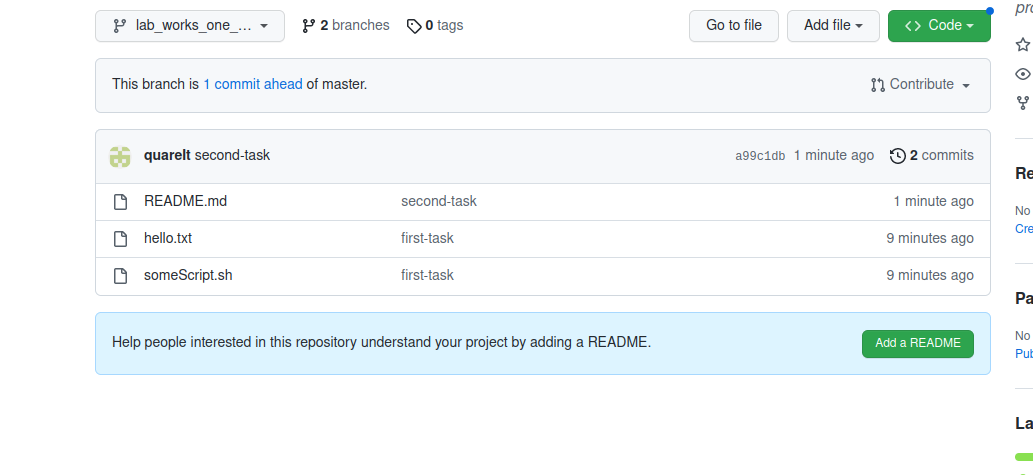 pro
lab_works_one_... 2 branches 0 tags Go to file Add file Code
This branch is 1 commit ahead of master. Contribute
quarelt second-task a99c1db 1 minute ago 2 commits
README.md second-task 1 minute ago
hello.txt first-task 9 minutes ago
someScript.sh first-task 9 minutes ago
Help people interested in this repository understand your project by adding a README. Add a README
Re
No
Cre
Pa
No
Pub
La